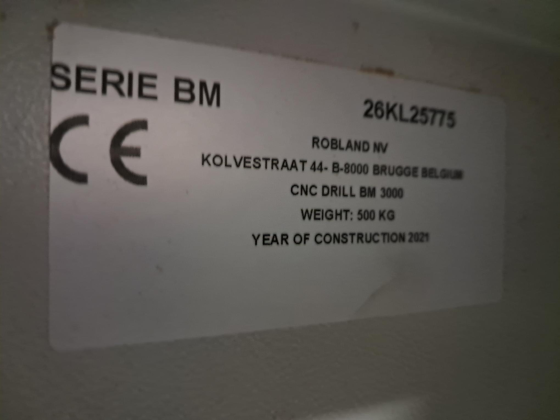 SERIE BM
26KL25775
CE
ROBLAND NV
KOLVESTRAAT 44- B-8000 BRUGGE BELGIUM
CNC DRILL BM 3000
WEIGHT: 500 KG
YEAR OF CONSTRUCTION 2021